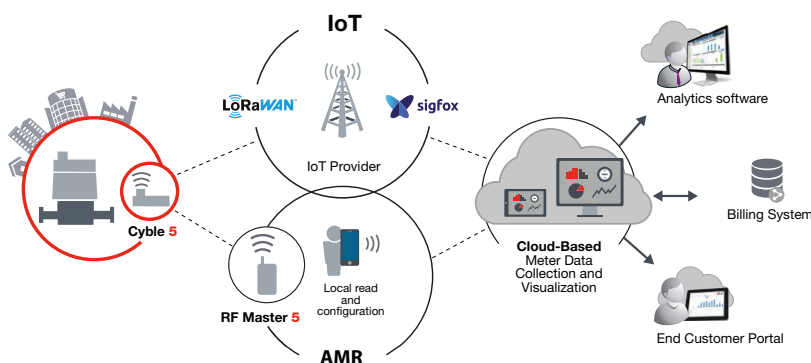 IoT
LoRaWAN™
sigfox
IoT Provider
Cyble 5
RF Master 5
Local read
and
configuration
AMR
Cloud-Based
Meter Data
Collection and
Visualization
Analytics software
Billing System
End Customer Portal